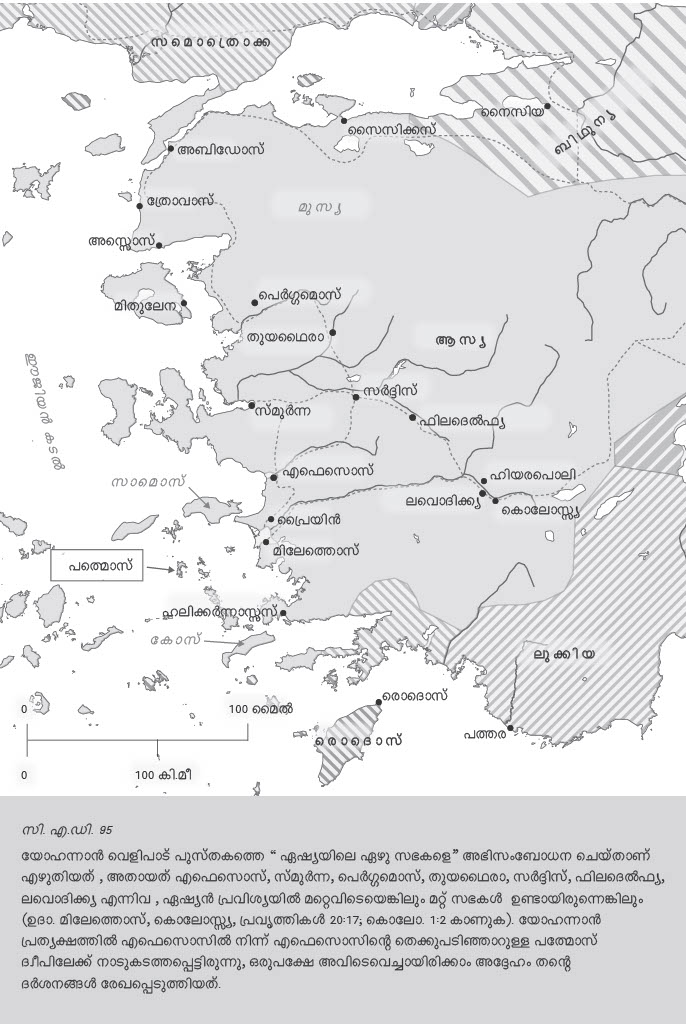 സമൊത്രൊക്ക
നൈസിയ
ബിഥുന്യ
സൈസിക്കസ്
അബിഡോസ്
ത്രോവാസ്
മുസ്യ
അസ്സൊസ്
പെർഗ്ഗമൊസ്
മിതുലേന
തുയഥൈരാ
ആസ്യ
ഈജിയൻ കടൽ
സർദ്ദിസ്
സ്മുർന്ന
ഫിലദെൽഫ്യ
എഫെസൊസ്
ഹിയരപൊലി
സാമൊസ്
ലവൊദിക്ക്യ
കൊലോസ്സ്യ
പ്രൈയിൻ
മിലേത്തൊസ്
പത്മൊസ്
ഹലിക്കർന്നാസ്സുസ്
കോസ്
ലുക്കിയ
രൊദൊസ്
0 100 മൈൽ
പത്തര
രൊദൊസ്
0 100 കി.മീ
സി. എ.ഡി. 95
യോഹന്നാൻ വെളിപാട് പുസ്തകത്തെ “ ഏഷ്യയിലെ ഏഴു സഭകളെ” അഭിസംബോധന ചെയ്താണ്
എഴുതിയത് , അതായത് എഫെസൊസ്, സ്മുർന്ന, പെർഗ്ഗമൊസ്, തുയഥൈരാ, സർദ്ദിസ്, ഫിലദെൽഫ്യ,
ലവൊദിക്ക്യ എന്നിവ , ഏഷ്യൻ പ്രവിശ്യയിൽ മറ്റെവിടെയെങ്കിലും മറ്റ് സഭകൾ ഉണ്ടായിരുന്നെങ്കിലും
(ഉദാ. മിലേത്തൊസ്, കൊലോസ്സ്യ, പ്രവൃത്തികൾ 20:17; കൊലോ. 1:2 കാണുക). യോഹന്നാൻ
പ്രത്യക്ഷത്തിൽ എഫെസൊസിൽ നിന്ന് എഫെസൊസിന്റെ തെക്കുപടിഞ്ഞാറുള്ള പത്മോസ്
ദ്വീപിലേക്ക് നാടുകടത്തപ്പെട്ടിരുന്നു, ഒരുപക്ഷേ അവിടെവെച്ചായിരിക്കാം അദ്ദേഹം തന്റെ
ദർശനങ്ങൾ രേഖപ്പെടുത്തിയത്.